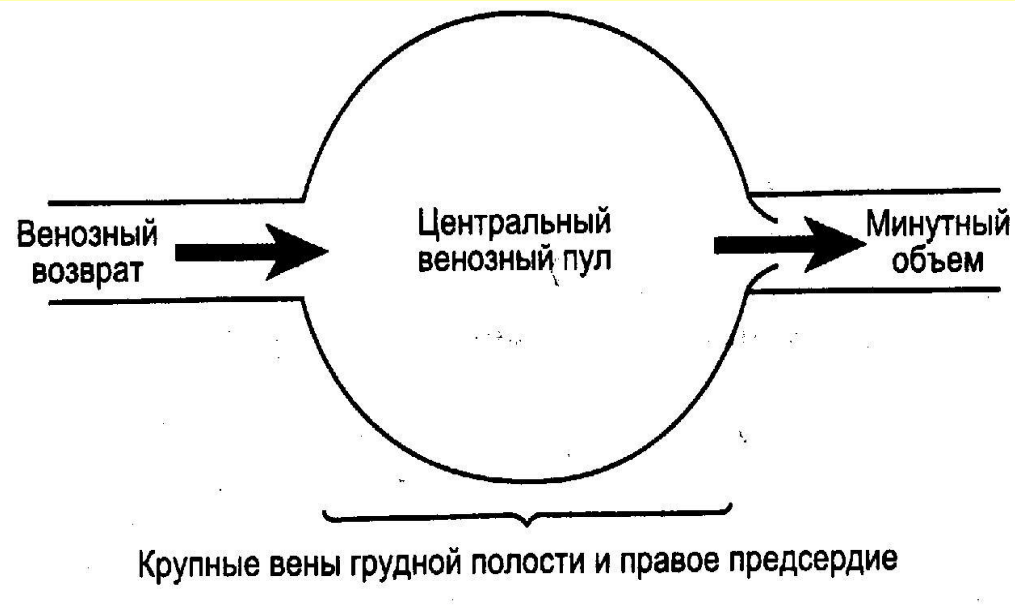 Венозный
возврат
Центральный
венозный пул
Минутный
объем
Крупные вены грудной полости и правое предсердие